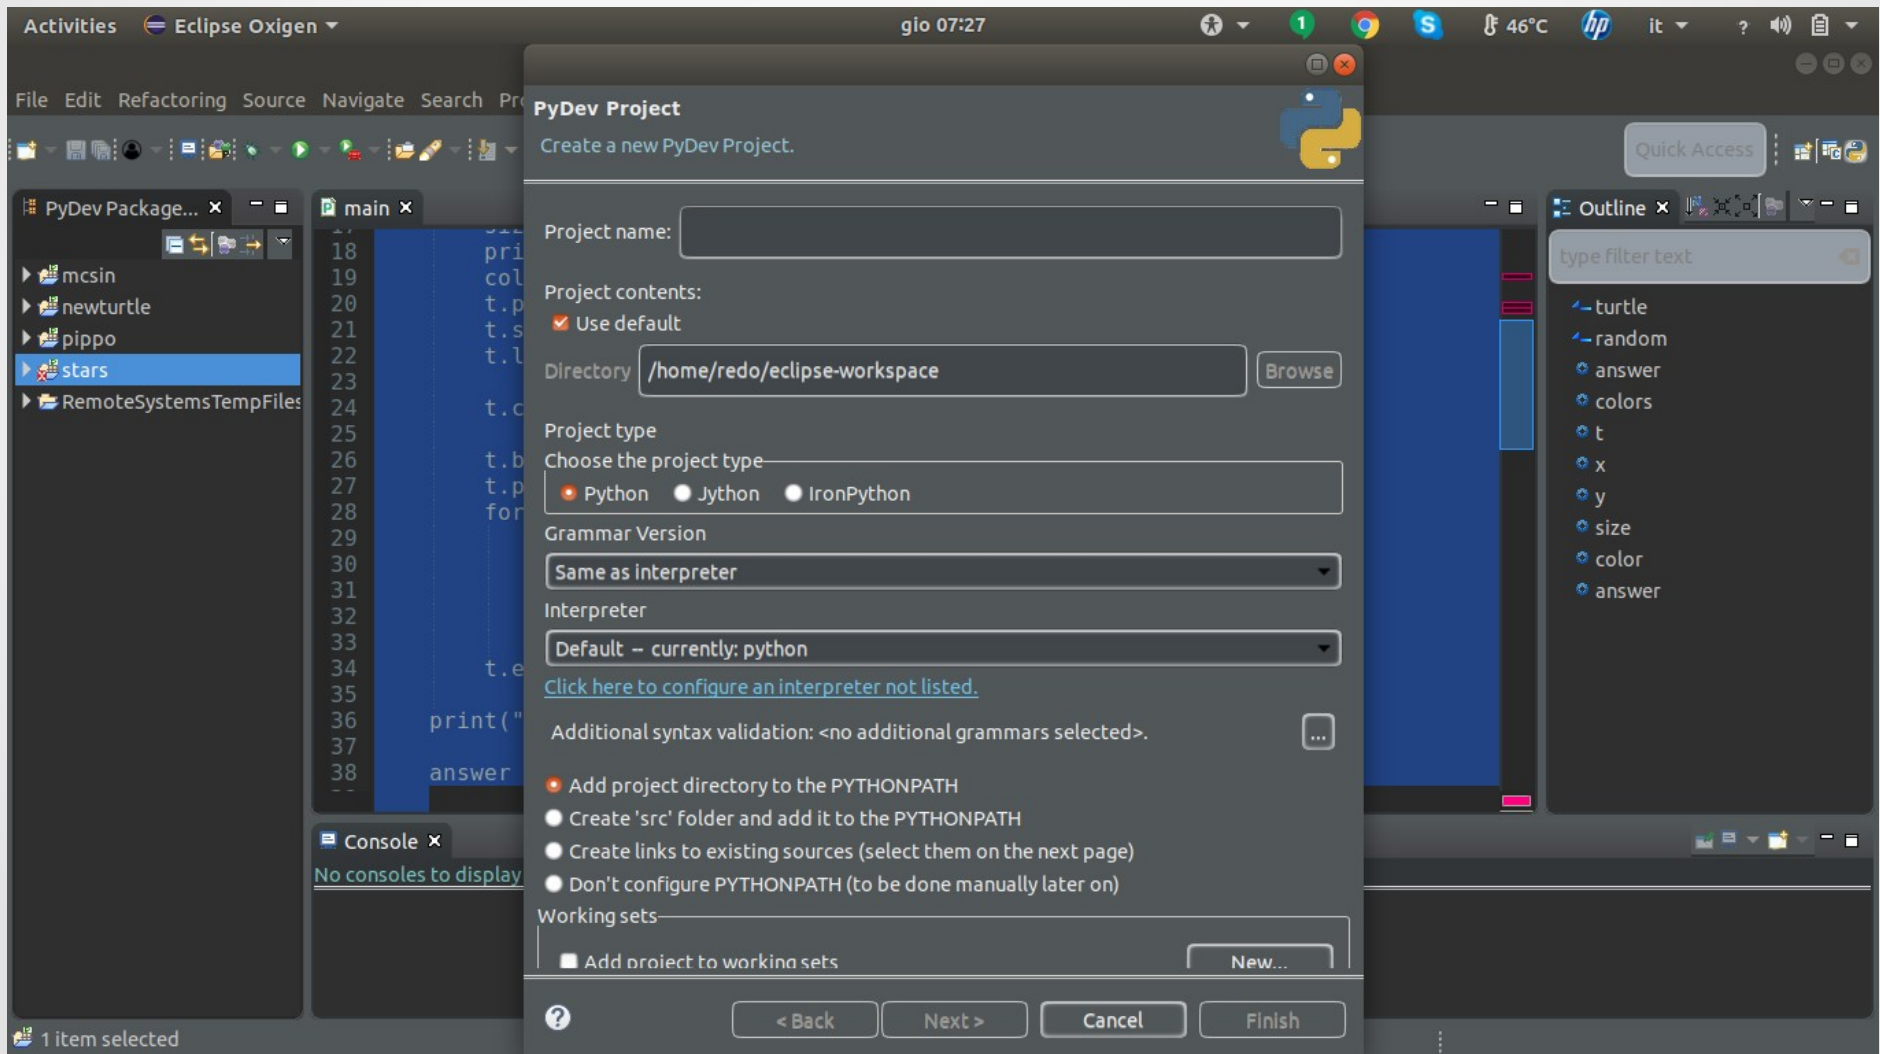 Activities Eclipse Oxigen gio 07:27 1 S 46°C hp it ?
File Edit Refactoring Source Navigate Search
PyDev Project
Create a new PyDev Project.
Quick Access
PyDev Package...
main
Outline
type filter text
Project name:
Project contents:
Use default
Directory /home/redo/eclipse-workspace Browse
Project type
Choose the project type
Python Jython IronPython
Grammar Version
Same as interpreter
Interpreter
Default -- currently: python
Click here to configure an interpreter not listed.
Additional syntax validation: <no additional grammars selected>. ...
Add project directory to the PYTHONPATH
Create 'src' folder and add it to the PYTHONPATH
Create links to existing sources (select them on the next page)
Don't configure PYTHONPATH (to be done manually later on)
Working sets
Add project to working sets New...
< Back Next > Cancel Finish
mcsin
newturtle
pippo
stars
RemoteSystemsTempFiles
18 pri
19 col
20 t.p
21 t.s
22 t.l
23
24 t.c
25
26 t.b
27 t.p
28 for
29
30
31
32
33
34 t.e
35
36 print("
37
38 answer
turtle
random
answer
colors
t
x
y
size
color
answer
Console
No consoles to display
1 item selected